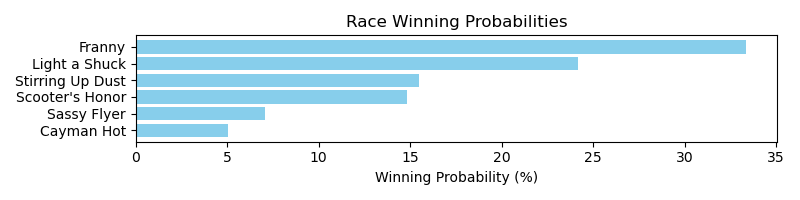 Race Winning Probabilities
Franny
Light a Shuck
Stirring Up Dust
Scooter's Honor
Sassy Flyer
Cayman Hot
0 5 10 15 20 25 30 35
Winning Probability (%)